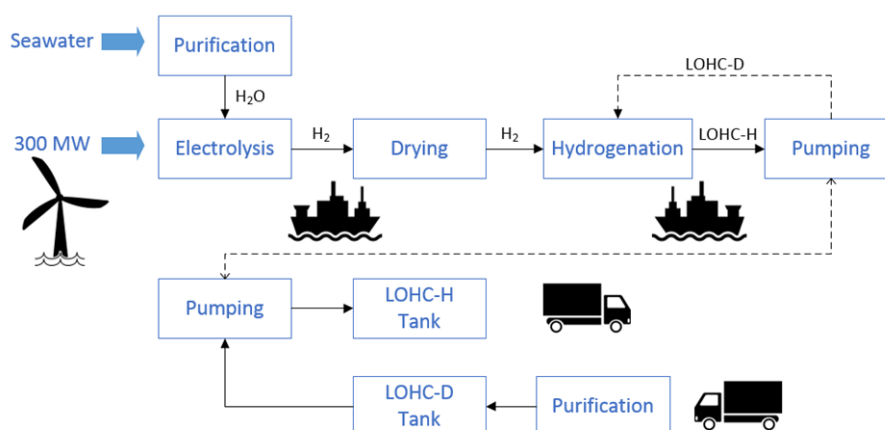 Seawater
Purification
LOHC-D
H₂O
300 MW
Electrolysis
H₂
Drying
H₂
Hydrogenation
LOHC-H
Pumping
Pumping
LOHC-H
Tank
LOHC-D
Tank
Purification